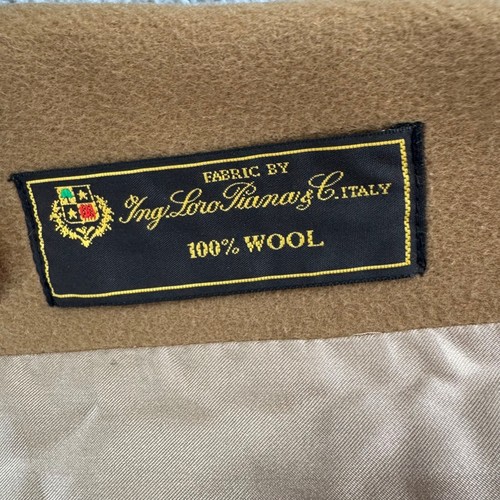 FABRIC BY
Ing. Loro Piana & C. ITALY
100% WOOL